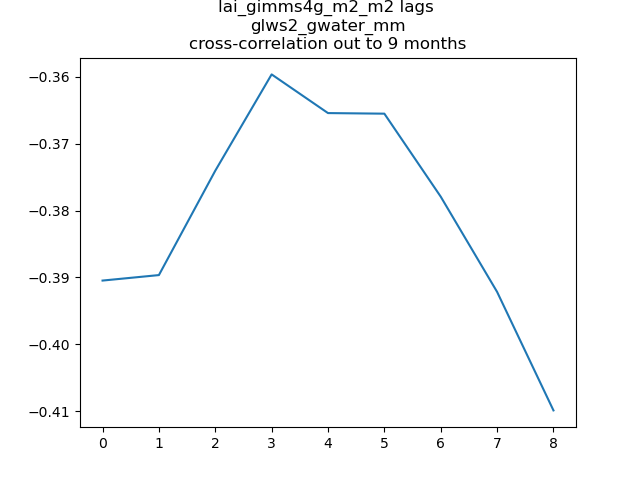 lai_gimms4g_m2_m2 lags
glws2_gwater_mm
cross-correlation out to 9 months
−0.36
−0.37
−0.38
−0.39
−0.40
−0.41
0 1 2 3 4 5 6 7 8